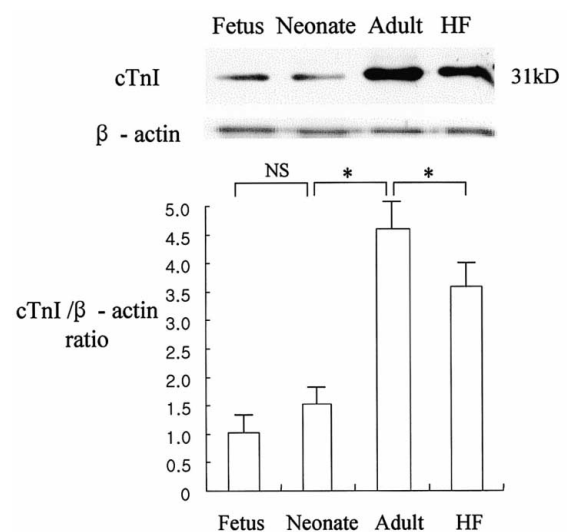 Fetus Neonate Adult HF
cTnI 31kD
β - actin
NS * *
5.0
4.5
4.0
3.5
cTnI /β - actin
3.0
ratio
2.5
2.0
1.5
1.0
0.5
0
Fetus Neonate Adult HF